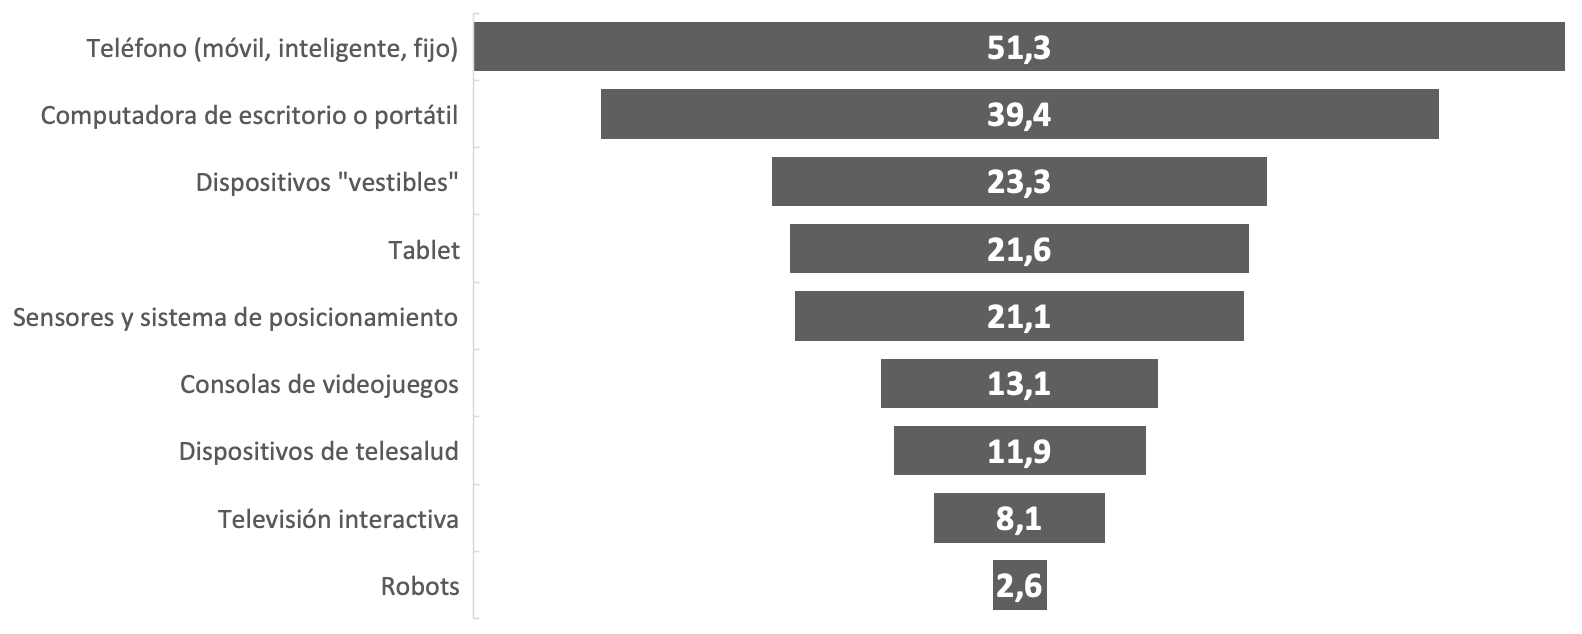 Teléfono (móvil, inteligente, fijo) 51,3
Computadora de escritorio o portátil 39,4
Dispositivos "vestibles" 23,3
Tablet 21,6
Sensores y sistema de posicionamiento 21,1
Consolas de videojuegos 13,1
Dispositivos de telesalud 11,9
Televisión interactiva 8,1
Robots 2,6